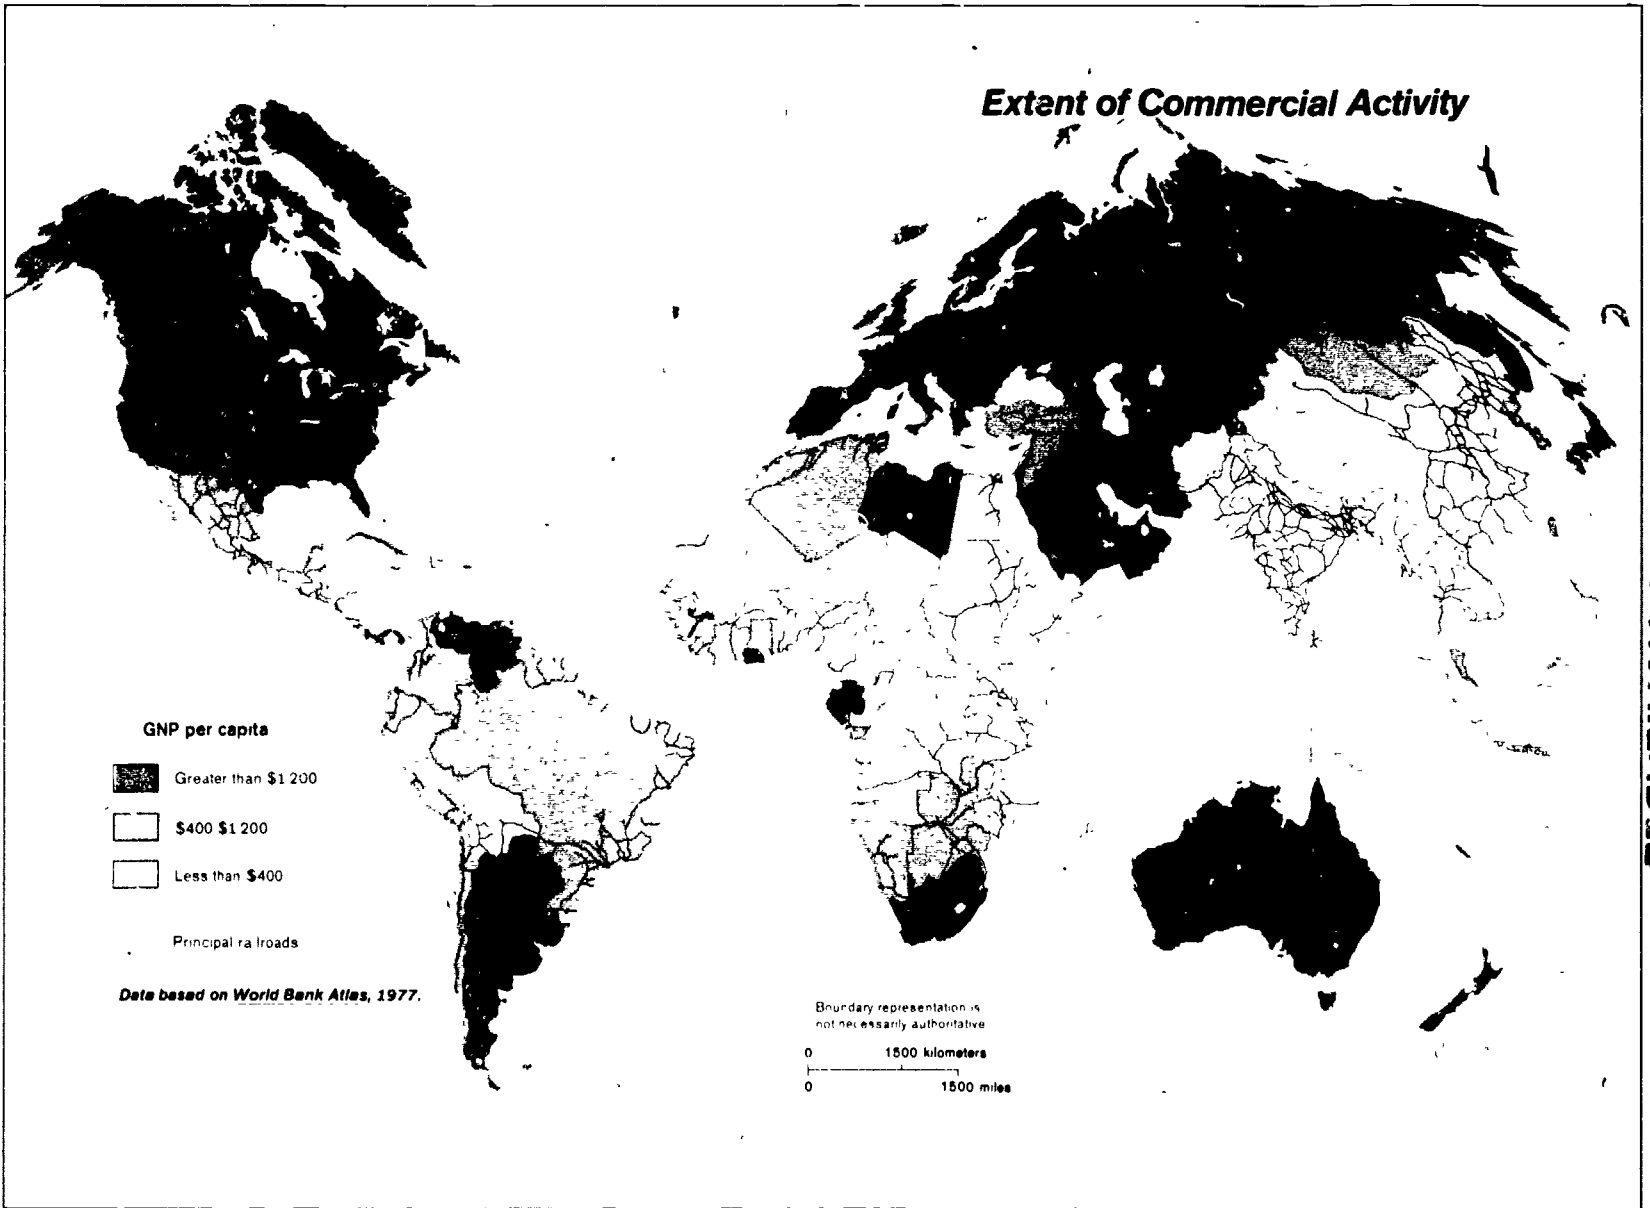 Extent of Commercial Activity
GNP per capita
Greater than $1 200
$400 $1 200
Less than $400
Principal ra lroads
Data based on World Bank Atlas, 1977.
Boundary representation is
not necessarily authoritative
0 1500 kilometers
0 1500 miles